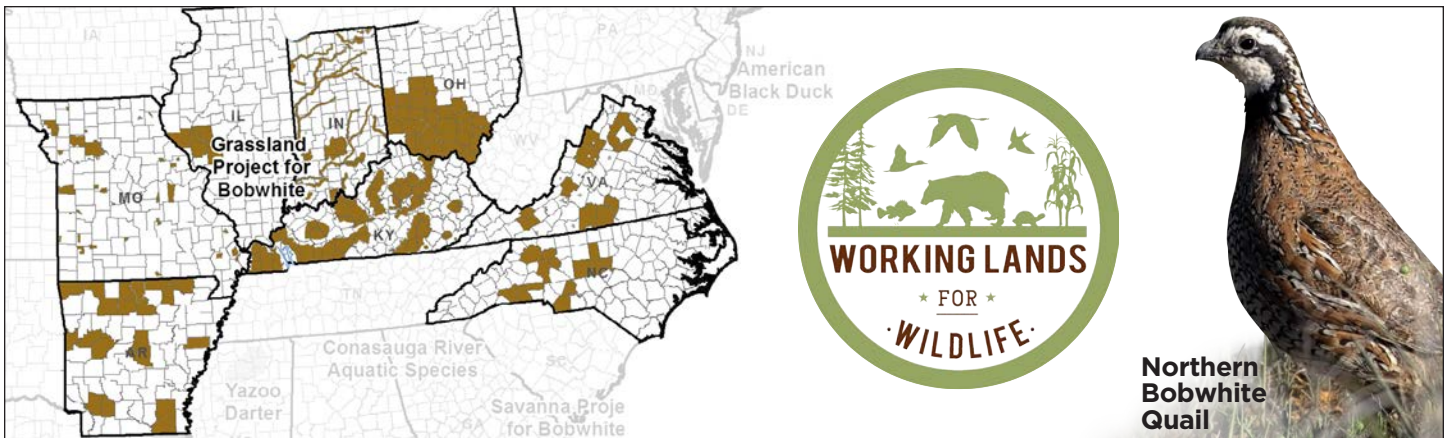 IA
PA
NJ
American
Black Duck
MD
DE
OH
IL
IN
WV
Grassland
Project for
Bobwhite
MO
VA
KY
NC
TN
AR
Conasauga River
Aquatic Species
SC
Yazoo
Darter
Savanna Proje
for Bobwhite
GA
WORKING LANDS
FOR
WILDLIFE
Northern
Bobwhite
Quail